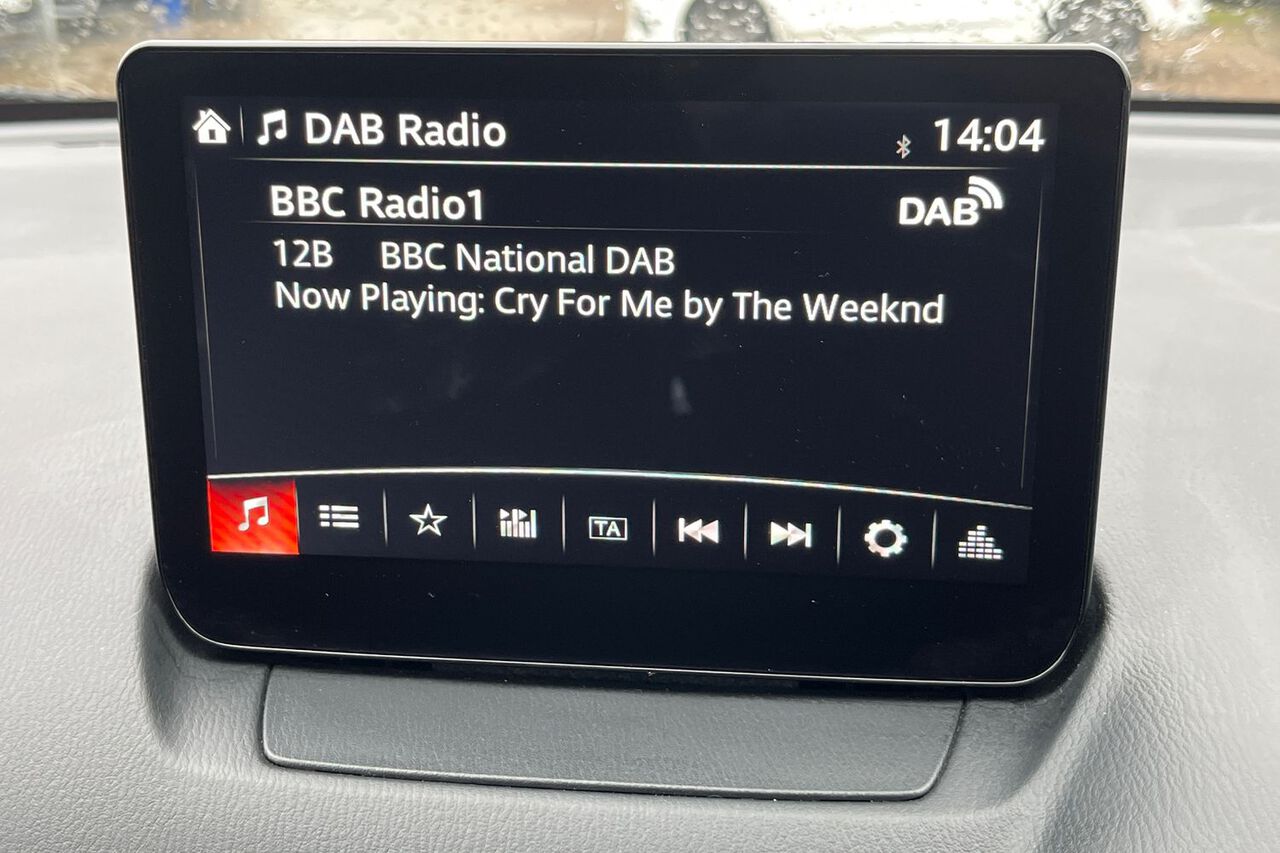 DAB Radio 14:04
BBC Radio1 DAB
12B BBC National DAB
Now Playing: Cry For Me by The Weeknd
TA